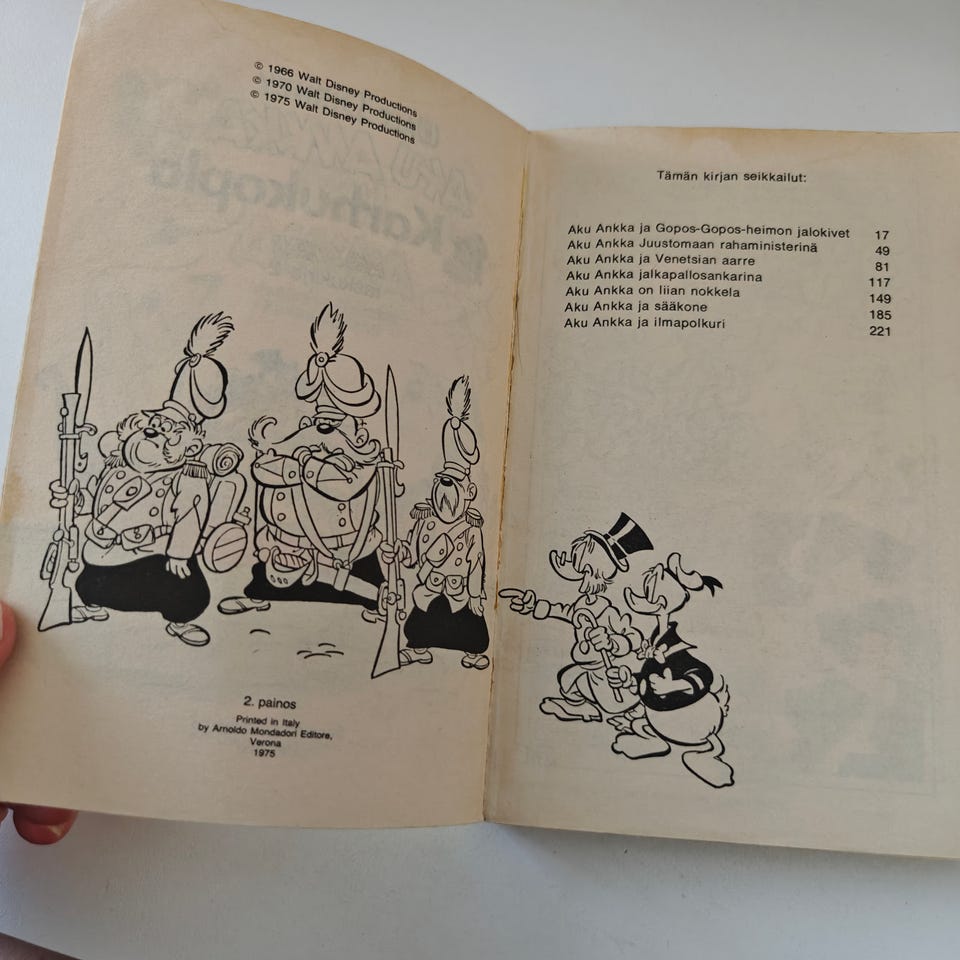 © 1966 Walt Disney Productions
© 1970 Walt Disney Productions
© 1975 Walt Disney Productions
2. painos
Printed in Italy
by Arnoldo Mondadori Editore,
Verona
1975
Tämän kirjan seikkailut:
Aku Ankka ja Gopos-Gopos-heimon jalokivet 17
Aku Ankka Juustomaan rahaministerinä 49
Aku Ankka ja Venetsian aarre 81
Aku Ankka jalkapallosankarina 117
Aku Ankka on liian nokkela 149
Aku Ankka ja sääkone 185
Aku Ankka ja ilmapolkuri 221